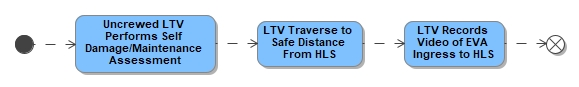 Uncrewed LTV
Performs Self
Damage/Maintenance
Assessment
LTV Traverse to
Safe Distance
From HLS
LTV Records
Video of EVA
Ingress to HLS